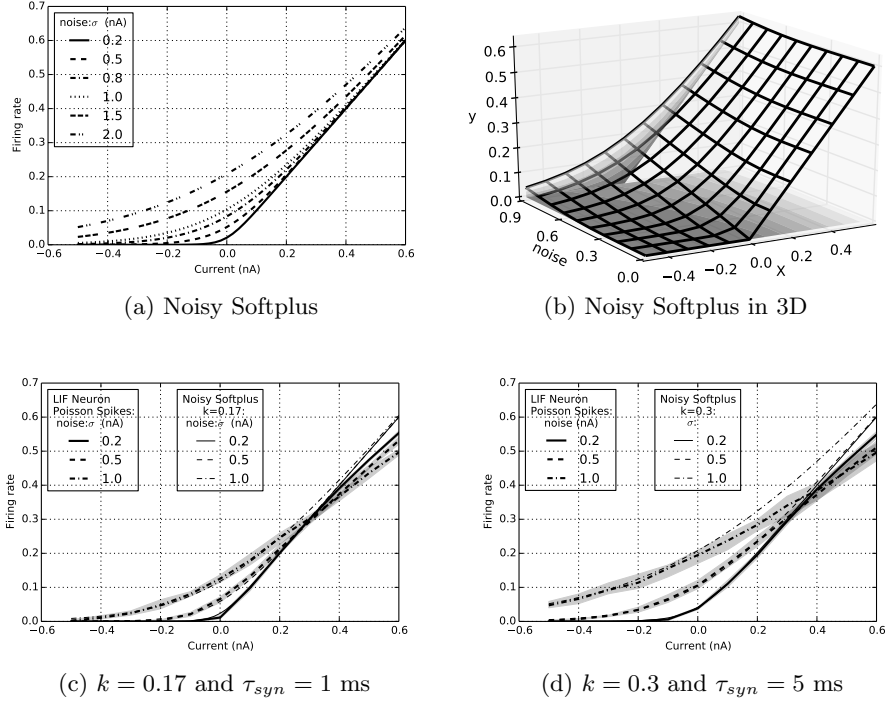 noise:σ (nA)
0.2
0.5
0.8
1.0
1.5
2.0
0.7
0.6
0.5
0.4
0.3
0.2
0.1
0.0
Firing rate
−0.6 −0.4 −0.2 0.0 0.2 0.4 0.6
Current (nA)
(a) Noisy Softplus
0.6
0.5
0.4
0.3
0.2
0.1
0.0
y
0.9
0.6
0.3
0.0
noise
−0.4 −0.2 0.0 0.2 0.4
X
(b) Noisy Softplus in 3D
LIF Neuron
Poisson Spikes:
noise:σ (nA)
0.2
0.5
1.0
Noisy Softplus
k=0.17:
noise:σ (nA)
0.2
0.5
1.0
0.7
0.6
0.5
0.4
0.3
0.2
0.1
0.0
Firing rate
−0.6 −0.4 −0.2 0.0 0.2 0.4 0.6
Current (nA)
(c) k = 0.17 and τsyn = 1 ms
LIF Neuron
Poisson Spikes:
noise (nA)
0.2
0.5
1.0
Noisy Softplus
k=0.3:
σ
0.2
0.5
1.0
0.7
0.6
0.5
0.4
0.3
0.2
0.1
0.0
Firing rate
−0.6 −0.4 −0.2 0.0 0.2 0.4 0.6
Current (nA)
(d) k = 0.3 and τsyn = 5 ms